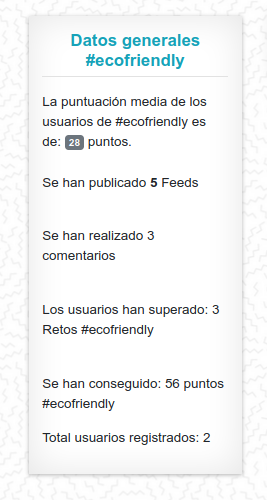 Datos generales
#ecofriendly
La puntuación media de los
usuarios de #ecofriendly es
de: 28 puntos.
Se han publicado 5 Feeds
Se han realizado 3
comentarios
Los usuarios han superado: 3
Retos #ecofriendly
Se han conseguido: 56 puntos
#ecofriendly
Total usuarios registrados: 2